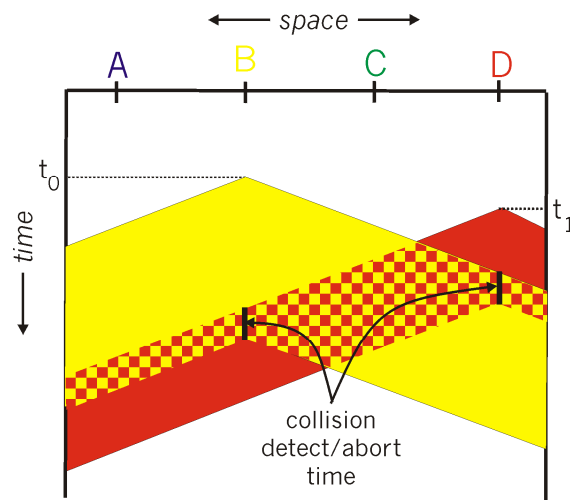 space
A B C D
t0
t1
time
collision
detect/abort
time